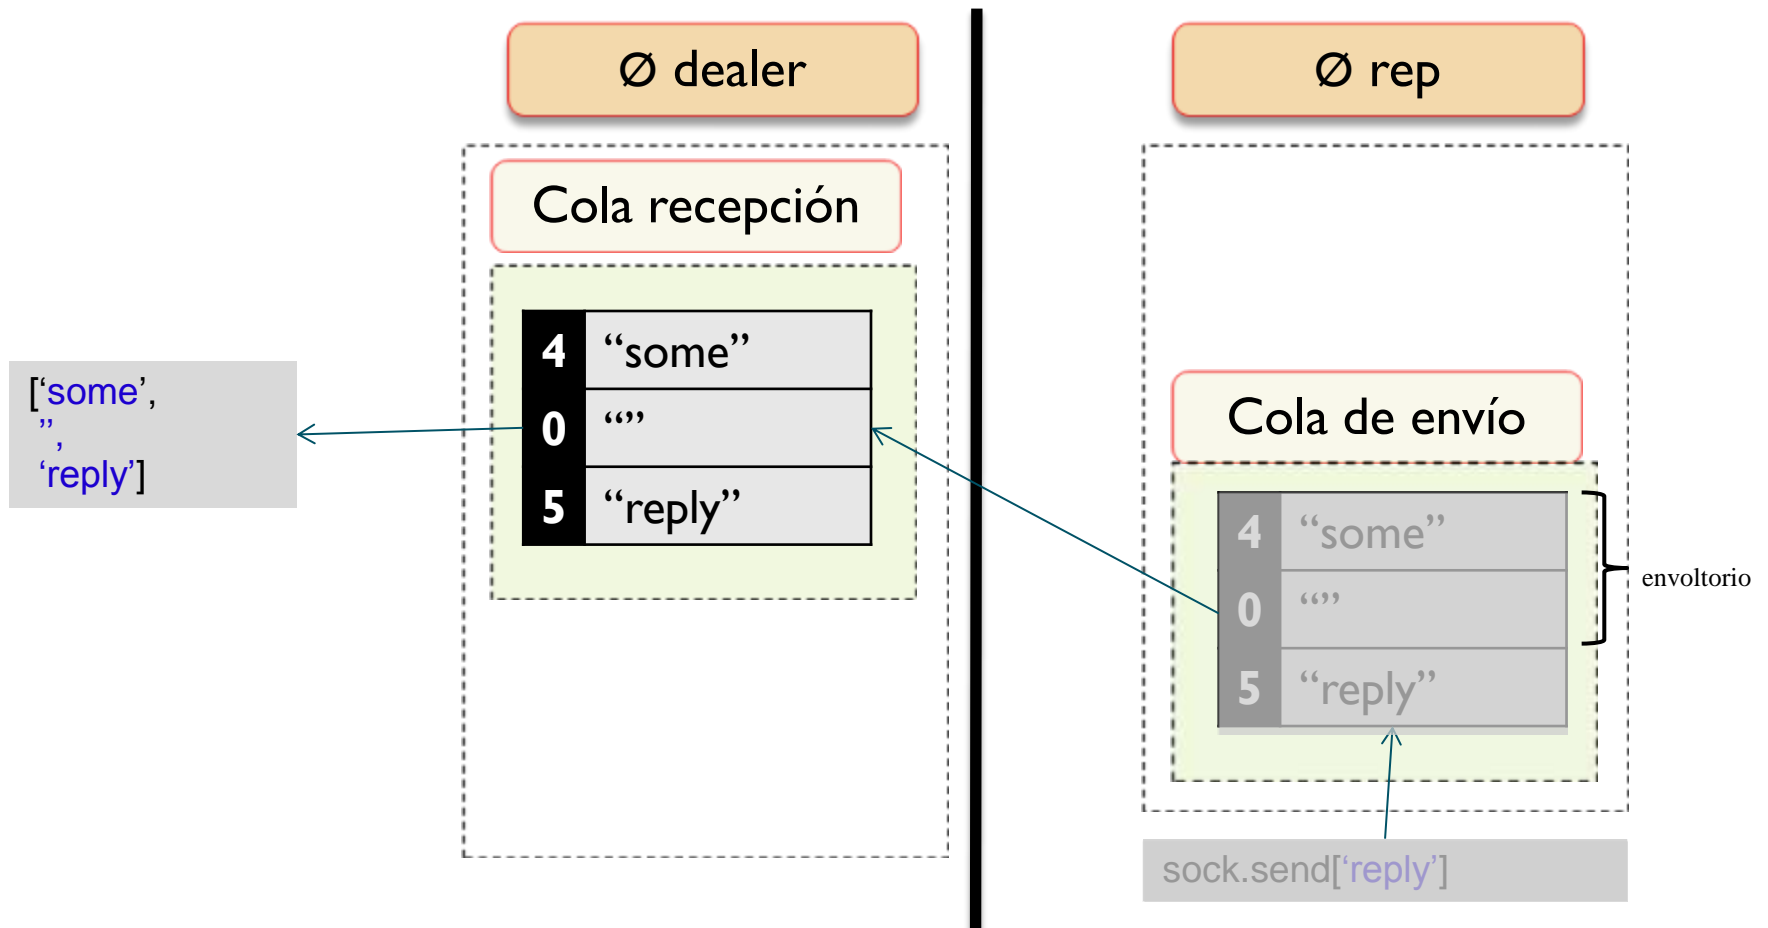 Ø dealer
Cola recepción
4 “some”
0 “”
5 “reply”
[‘some’,
’’,
‘reply’]
Ø rep
Cola de envío
4 “some”
0 “”
5 “reply”
envoltorio
sock.send[‘reply’]